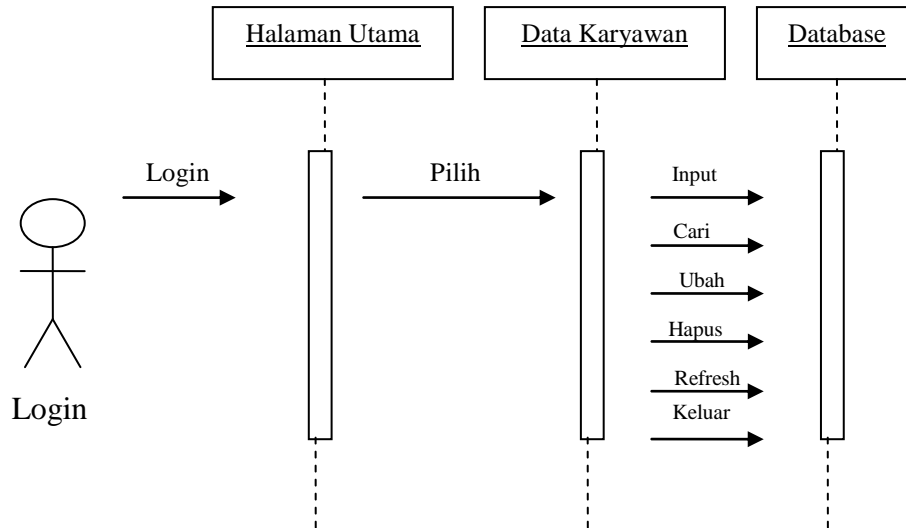 Halaman Utama
Data Karyawan
Database
Login
Pilih
Input
Cari
Ubah
Hapus
Refresh
Keluar
Login